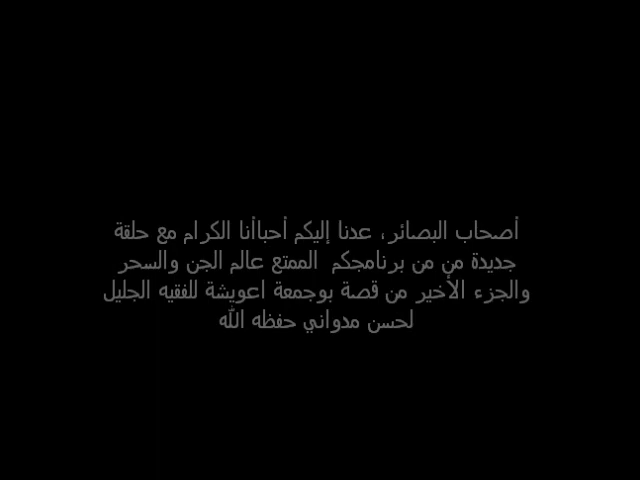 أصحاب البصائر، عدنا إليكم أحباأنا الكرام مع حلقة
جديدة من من برنامجكم الممتع عالم الجن والسحر
والجزء الأخير من قصة بوجمعة اعويشة للفقيه الجليل
لحسن مدواني حفظه الله